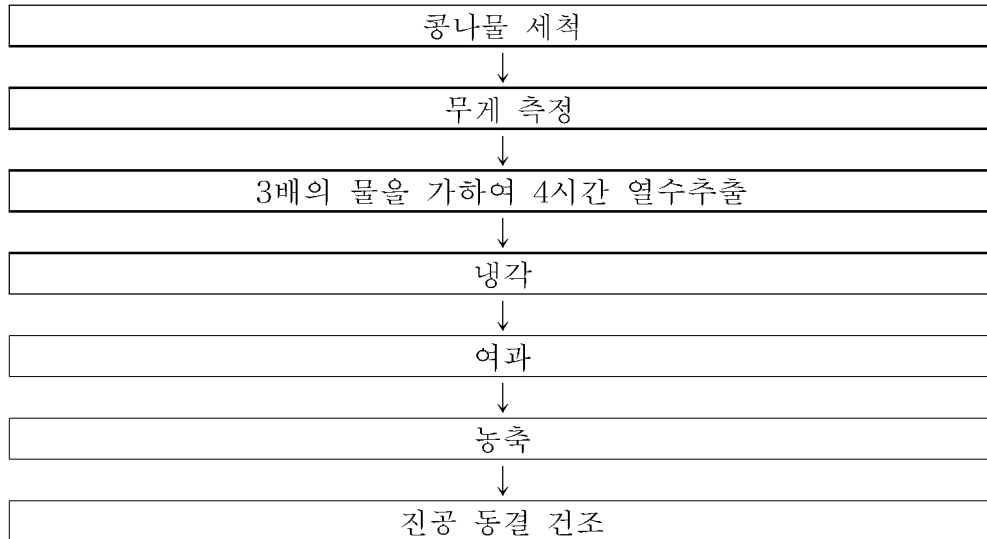 콩나물 세척
↓
무게 측정
↓
3배의 물을 가하여 4시간 열수추출
↓
냉각
↓
여과
↓
농축
↓
진공 동결 건조